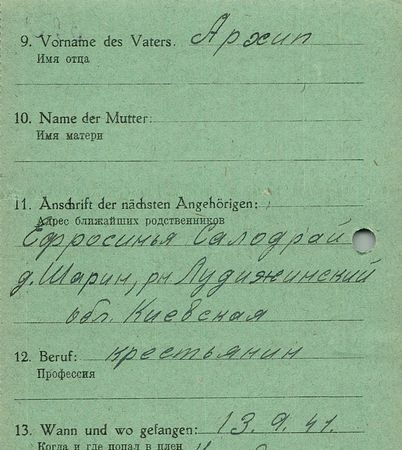 9. Vorname des Vaters. Архип
Имя отца
10. Name der Mutter:
Имя матери
11. Anschrift der nächsten Angehörigen:
Адрес ближайших родственников
Ефросинья Салодрай
д. Шарин, рн Лудижинский
обл. Киевская
12. Beruf: крестьянин
Профессия
13. Wann und wo gefangen: 13. 9. 41.
Когда и где попал в плен